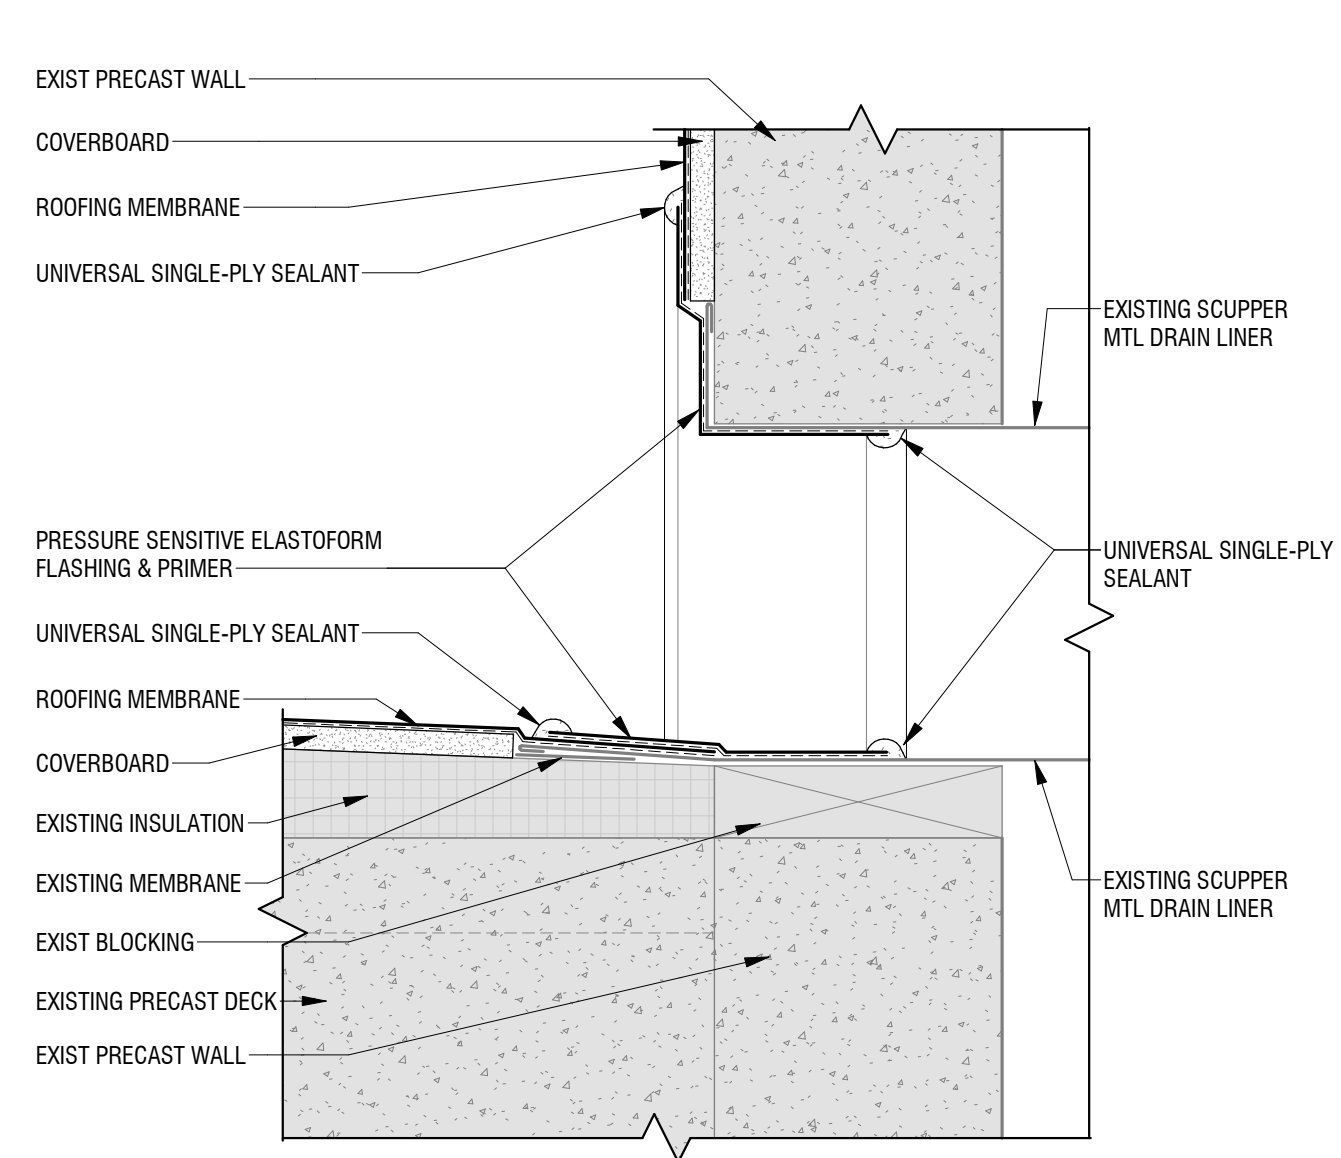 EXIST PRECAST WALL
COVERBOARD
ROOFING MEMBRANE
UNIVERSAL SINGLE-PLY SEALANT
EXISTING SCUPPER
MTL DRAIN LINER
PRESSURE SENSITIVE ELASTOFORM
FLASHING & PRIMER
UNIVERSAL SINGLE-PLY
SEALANT
UNIVERSAL SINGLE-PLY SEALANT
ROOFING MEMBRANE
COVERBOARD
EXISTING INSULATION
EXISTING MEMBRANE
EXISTING SCUPPER
MTL DRAIN LINER
EXIST BLOCKING
EXISTING PRECAST DECK
EXIST PRECAST WALL